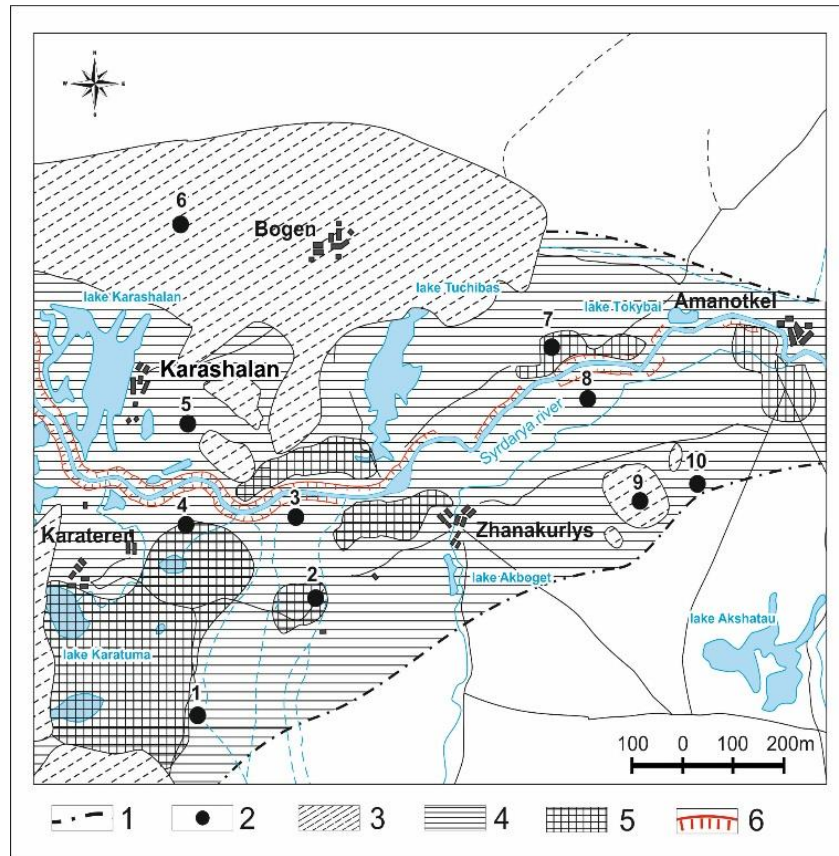 N
W E
S
6
Bogen
lake Karashalan
lake Tuchibas
lake Tokybai
Amanotkel
7
Karashalan
8
5
Syrdarya river
10
9
3
4
Zhanakurlys
Karateren
2
lake Akboget
lake Akshatau
lake Karatuma
1
100 0 100 200m
1 2 3 4 5 6